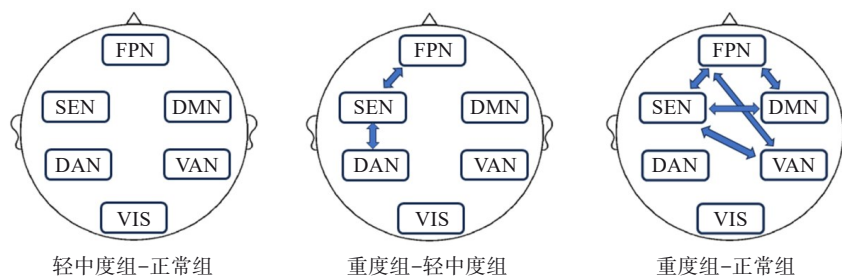 FPN
SEN DMN
DAN VAN
VIS
轻中度组–正常组
FPN
SEN DMN
DAN VAN
VIS
重度组–轻中度组
FPN
SEN DMN
DAN VAN
VIS
重度组–正常组